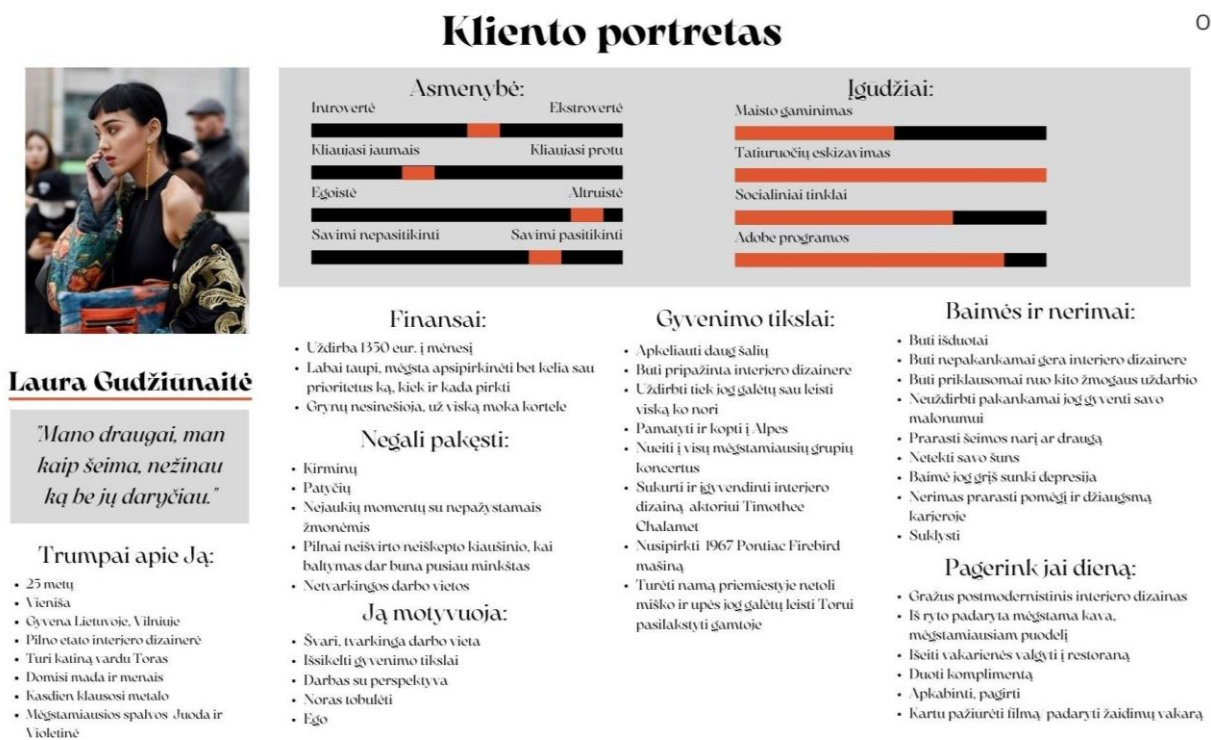 Kliento portretas
O
Asmenybė:
Introvertė Ekstrovertė
Kliaujasi jaumais Kliaujasi protu
Egoistė Altruistė
Savimi nepasitikinti Savimi pasitikinti
Įgūdžiai:
Maisto gaminimas
Tatiuruočių eskizavimas
Socialiniai tinklai
Adobe programos
Laura Gudžiūnaitė
"Mano draugai, man
kaip šeima, nežinau
ką be jų daryčiau."
Trumpai apie Ją:
• 25 metų
• Vieniša
• Gyvena Lietuvoje, Vilniuje
• Pilno etato interjero dizainerė
• Turi katiną vardu Toras
• Domisi mada ir menais
• Kasdien klausosi metalo
• Mėgstamiausios spalvos Juoda ir
Violetinė
Finansai:
• Uždirba 1350 eur. į mėnesį
• Labai taupi, mėgsta apsipirkinėti bet kelia sau
prioritetus ką, kiek ir kada pirkti
• Grynų nesinešioja, už viską moka kortele
Negali pakęsti:
• Kirminų
• Patyčių
• Nejaukių momentų su nepažystamais
žmonėmis
• Pilnai neišvirto/neiškepto kiaušinio, kai
baltymas dar buna pusiau minkštas
• Netvarkingos darbo vietos
Ją motyvuoja:
• Švari, tvarkinga darbo vieta
• Išsikelti gyvenimo tikslai
• Darbas su perspektyva
• Noras tobulėti
• Ego
Gyvenimo tikslai:
• Apkeliauti daug šalių
• Buti pripažinta interjero dizainere
• Uždirbti tiek jog galėtų sau leisti
viską ko nori
• Pamatyti ir kopti į Alpes
• Nueiti į visų mėgstamiausių grupių
koncertus
• Sukurti ir įgyvendinti interjero
dizainą aktoriui Timothee
Chalamet
• Nusipirkti 1967 Pontiac Firebird
mašiną
• Turėti namą priemiestyje netoli
miško ir upės jog galėtų leisti Torui
pasilakstyti gamtoje
Baimės ir nerimai:
• Buti išduotai
• Buti nepakankamai gera interjero dizainere
• Buti priklausomai nuo kito žmogaus uždarbio
• Neuždirbti pakankamai jog gyventi savo
malonumui
• Prarasti šeimos narį ar draugą
• Netekti savo šuns
• Baimė jog grįš sunki depresija
• Nerimas prarasti pomėgį ir džiaugsmą
karjeroje
• Suklysti
Pagerink jai dieną:
• Gražus postmodernistinis interjero dizainas
• Iš ryto padaryta mėgstama kava,
mėgstamiausiam puodelį
• Išeiti vakarienės valgyti į restoraną
• Duoti komplimentą
• Apkabinti, pagirti
• Kartu pažiurėti filmą/ padaryti žaidimų vakarą